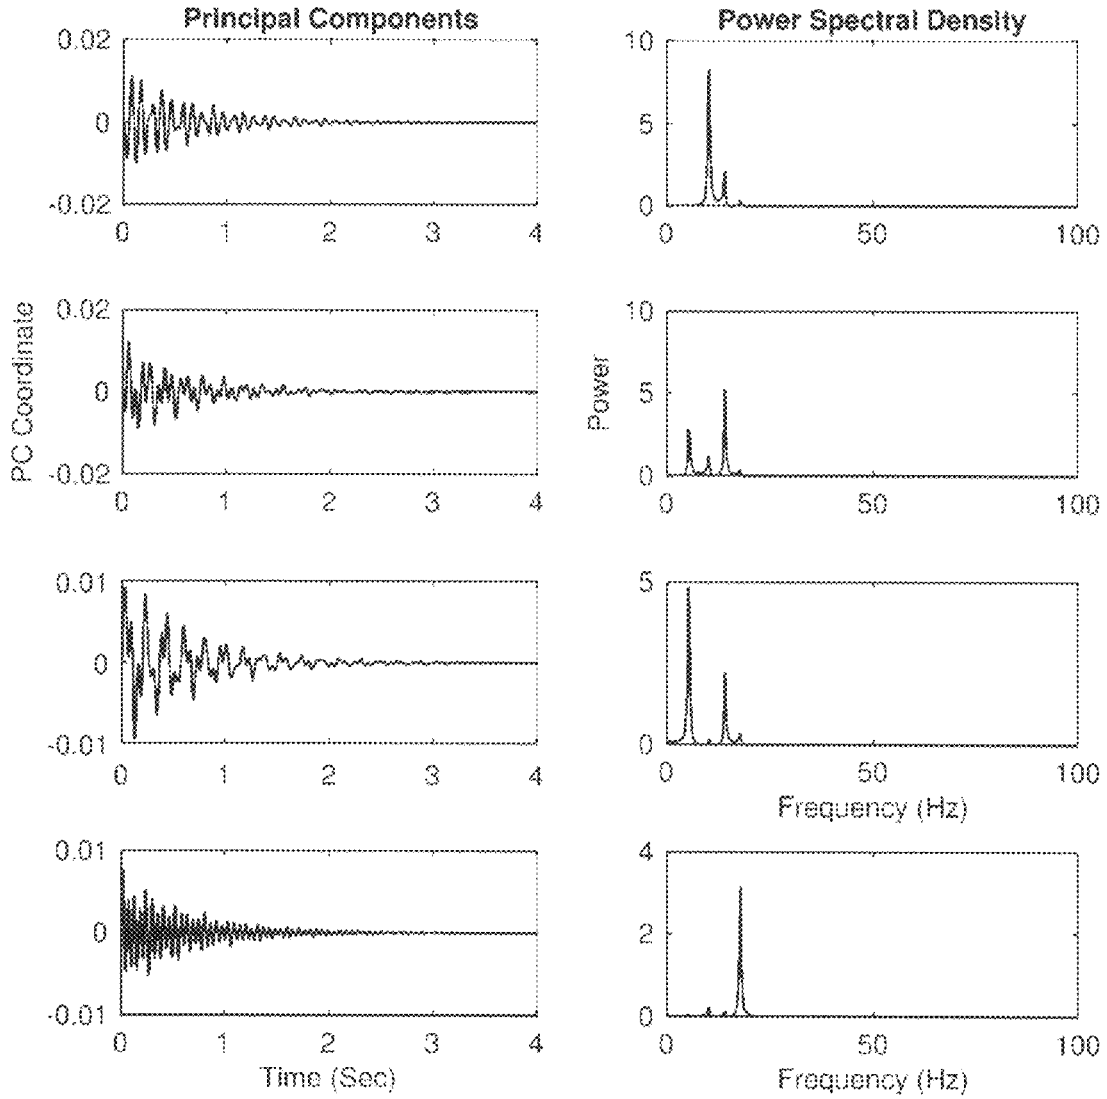 Principal Components
Power Spectral Density
0.02
0
-0.02
0 1 2 3 4
10
5
0
0 50 100
PC Coordinate
0.02
0
-0.02
0 1 2 3 4
Power
10
5
0
0 50 100
0.01
0
-0.01
0 1 2 3 4
5
0
0 50 100
Frequency (Hz)
0.01
0
-0.01
0 1 2 3 4
Time (Sec)
4
2
0
0 50 100
Frequency (Hz)